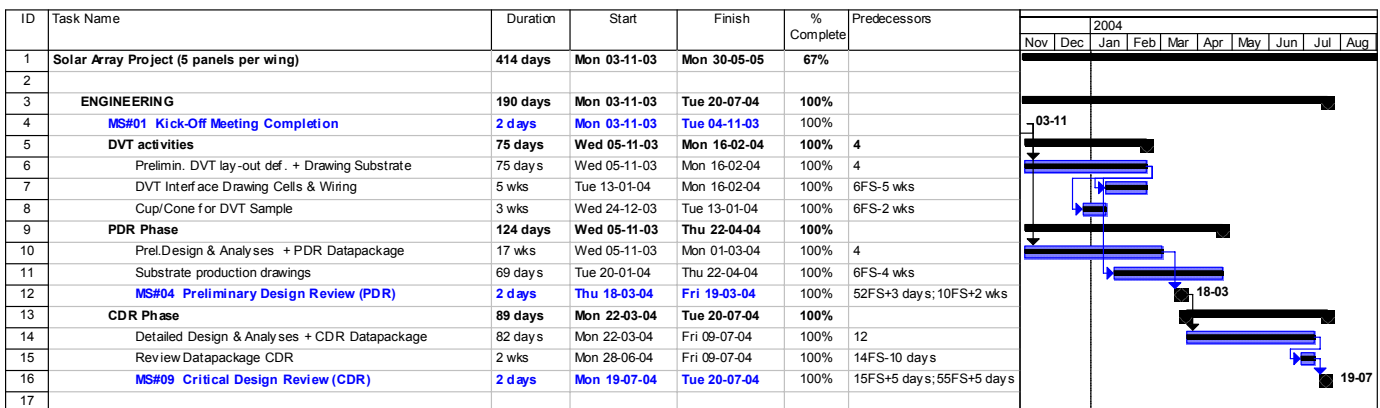 ID Task Name Duration Start Finish % Complete Predecessors
2004
Nov Dec Jan Feb Mar Apr May Jun Jul Aug
1 Solar Array Project (5 panels per wing) 414 days Mon 03-11-03 Mon 30-05-05 67%
2
3 ENGINEERING 190 days Mon 03-11-03 Tue 20-07-04 100%
4 MS#01 Kick-Off Meeting Completion 2 days Mon 03-11-03 Tue 04-11-03 100% 03-11
5 DVT activities 75 days Wed 05-11-03 Mon 16-02-04 100% 4
6 Prelimin. DVT lay-out def. + Drawing Substrate 75 days Wed 05-11-03 Mon 16-02-04 100% 4
7 DVT Interface Drawing Cells & Wiring 5 wks Tue 13-01-04 Mon 16-02-04 100% 6FS-5 wks
8 Cup/Cone for DVT Sample 3 wks Wed 24-12-03 Tue 13-01-04 100% 6FS-2 wks
9 PDR Phase 124 days Wed 05-11-03 Thu 22-04-04 100%
10 Prel.Design & Analyses + PDR Datapackage 17 wks Wed 05-11-03 Mon 01-03-04 100% 4
11 Substrate production drawings 69 days Tue 20-01-04 Thu 22-04-04 100% 6FS-4 wks
12 MS#04 Preliminary Design Review (PDR) 2 days Thu 18-03-04 Fri 19-03-04 100% 52FS+3 days;10FS+2 wks 18-03
13 CDR Phase 89 days Mon 22-03-04 Tue 20-07-04 100%
14 Detailed Design & Analyses + CDR Datapackage 82 days Mon 22-03-04 Fri 09-07-04 100% 12
15 Review Datapackage CDR 2 wks Mon 28-06-04 Fri 09-07-04 100% 14FS-10 days
16 MS#09 Critical Design Review (CDR) 2 days Mon 19-07-04 Tue 20-07-04 100% 15FS+5 days;55FS+5 days 19-07
17